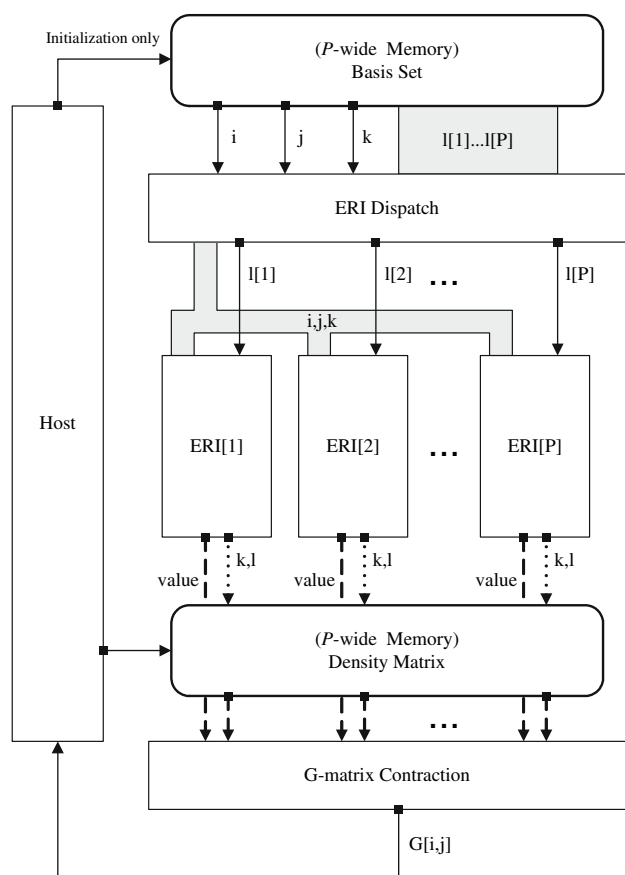 Initialization only
(P-wide Memory)
Basis Set
i
j
k
l[1]...l[P]
ERI Dispatch
l[1]
l[2]
...
l[P]
i,j,k
Host
ERI[1]
ERI[2]
...
ERI[P]
value
k,l
value
k,l
value
k,l
(P-wide Memory)
Density Matrix
...
G-matrix Contraction
G[i,j]